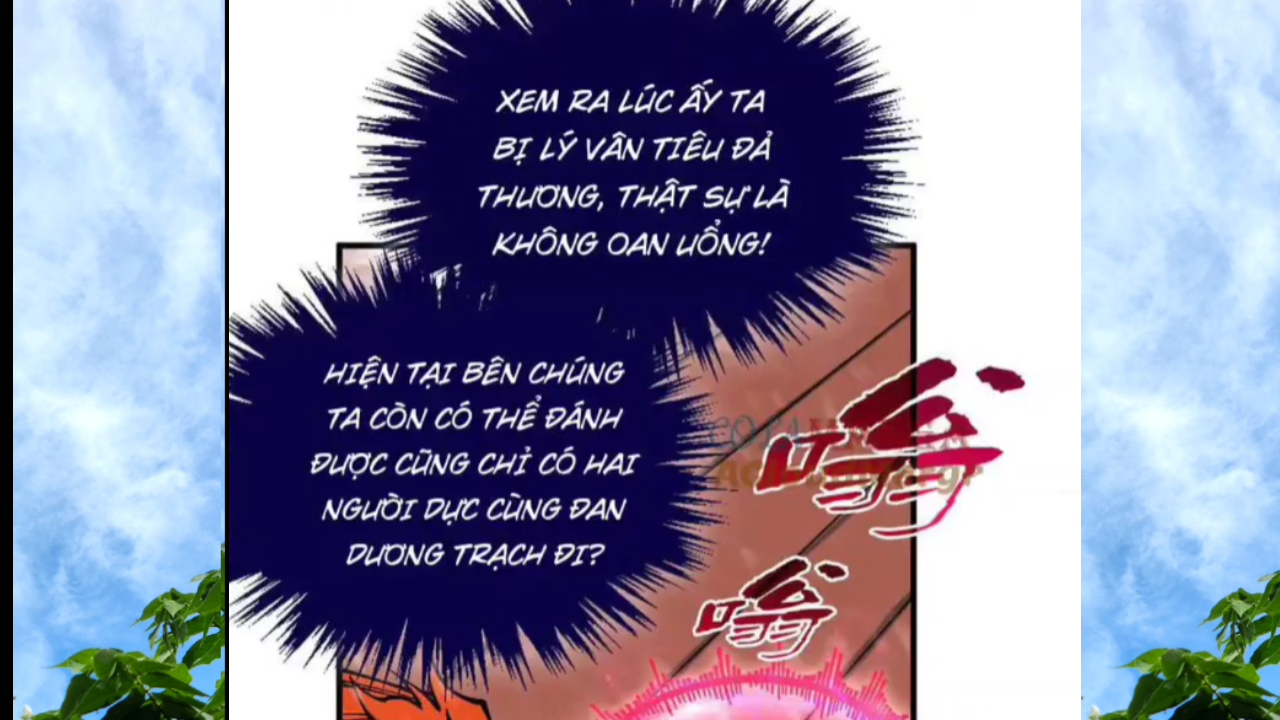 XEM RA LÚC ẤY TA
BỊ LÝ VÂN TIÊU ĐẢ
THƯƠNG, THẬT SỰ LÀ
KHÔNG OAN UỔNG!
HIỆN TẠI BÊN CHÚNG
TA CÒN CÓ THỂ ĐÁNH
ĐƯỢC CŨNG CHỈ CÓ HAI
NGƯỜI DỰC CÙNG ĐAN
DƯƠNG TRẠCH ĐI?
嗡
嗡